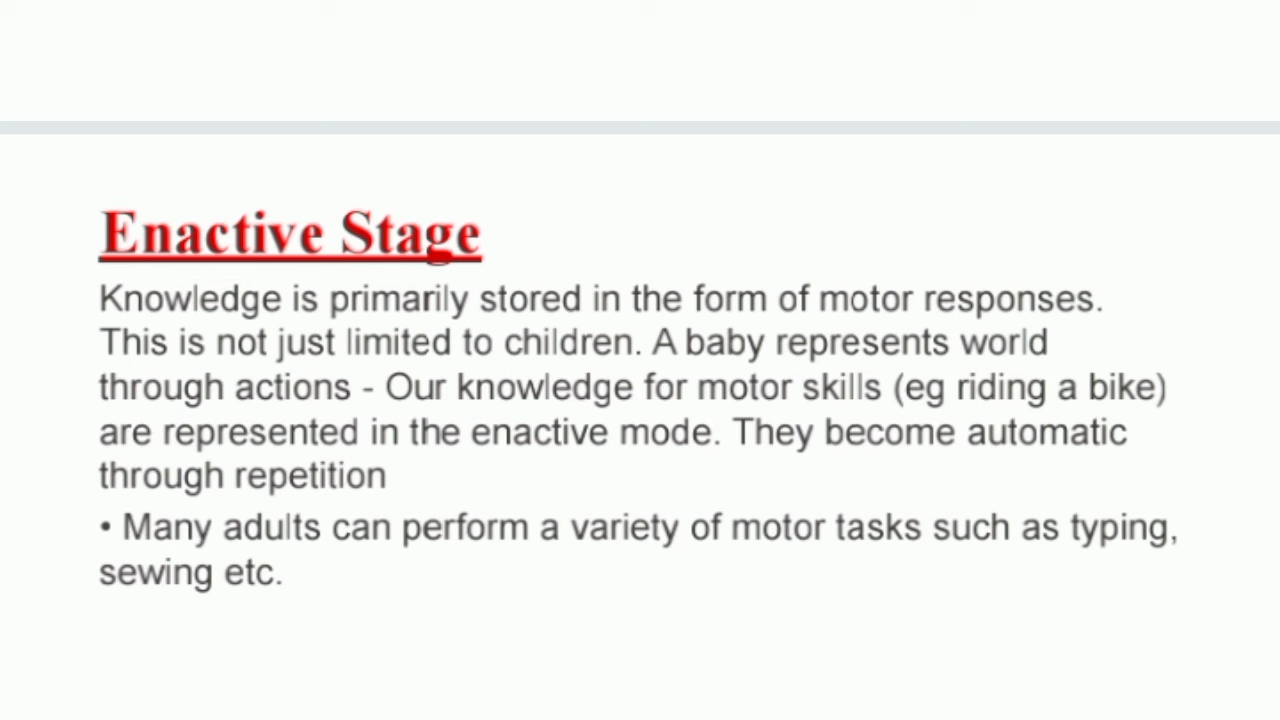 Enactive Stage
Knowledge is primarily stored in the form of motor responses.
This is not just limited to children. A baby represents world
through actions - Our knowledge for motor skills (eg riding a bike)
are represented in the enactive mode. They become automatic
through repetition
• Many adults can perform a variety of motor tasks such as typing,
sewing etc.